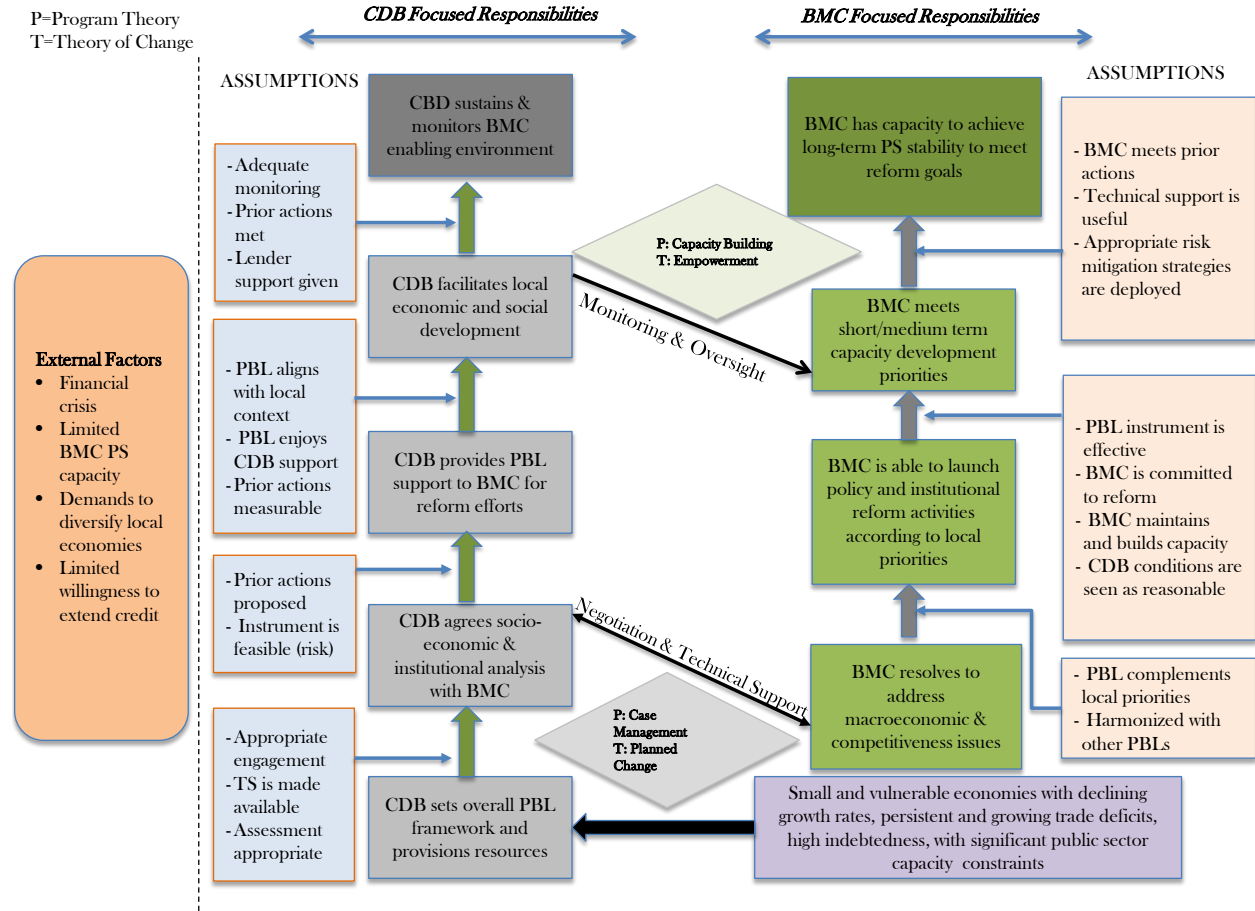 P=Program Theory
T=Theory of Change
CDB Focused Responsibilities
BMC Focused Responsibilities
External Factors
• Financial
crisis
• Limited
BMC PS
capacity
• Demands to
diversify local
economies
• Limited
willingness to
extend credit
ASSUMPTIONS
- Adequate
monitoring
- Prior actions
met
- Lender
support given
- PBL aligns
with local
context
- PBL enjoys
CDB support
- Prior actions
measurable
- Prior actions
proposed
- Instrument is
feasible (risk)
- Appropriate
engagement
- TS is made
available
- Assessment
appropriate
CBD sustains &
monitors BMC
enabling environment
CDB facilitates local
economic and social
development
CDB provides PBL
support to BMC for
reform efforts
CDB agrees socio-
economic &
institutional analysis
with BMC
CDB sets overall PBL
framework and
provisions resources
P: Capacity Building
T: Empowerment
Monitoring & Oversight
Negotiation & Technical Support
P: Case
Management
T: Planned
Change
BMC has capacity to achieve
long-term PS stability to meet
reform goals
BMC meets
short/medium term
capacity development
priorities
BMC is able to launch
policy and institutional
reform activities
according to local
priorities
BMC resolves to
address
macroeconomic &
competitiveness issues
Small and vulnerable economies with declining
growth rates, persistent and growing trade deficits,
high indebtedness, with significant public sector
capacity constraints
ASSUMPTIONS
- BMC meets prior
actions
- Technical support is
useful
- Appropriate risk
mitigation strategies
are deployed
- PBL instrument is
effective
- BMC is committed
to reform
- BMC maintains
and builds capacity
- CDB conditions are
seen as reasonable
- PBL complements
local priorities
- Harmonized with
other PBLs